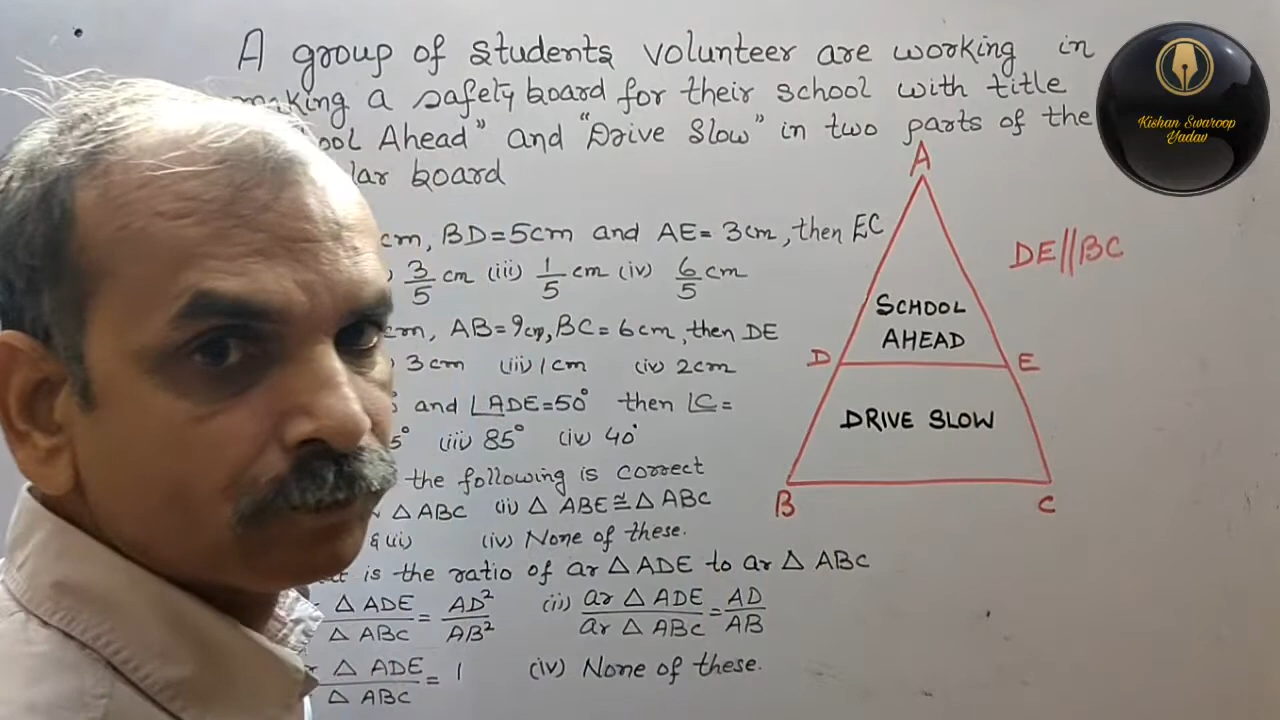 A group of students volunteer are working in
making a safety board for their school with title
ool Ahead" and "Drive Slow" in two parts of the
lar board
cm, BD=5cm and AE= 3cm, then EC
3/5 cm (iii) 1/5 cm (iv) 6/5 cm
cm, AB=9cm, BC=6cm, then DE
3cm (iii) 1cm (iv) 2cm
and ∠ADE=50° then ∠C=
5° (iii) 85° (iv) 40°
the following is correct
△ ABC (ii) △ ABE≅△ ABC
& (ii) (iv) None of these.
is the ratio of ar △ ADE to ar △ ABC
△ ADE/△ ABC = AD²/AB² (ii) ar △ ADE/ar △ ABC = AD/AB
△ ADE/△ ABC = 1 (iv) None of these.
A
DE||BC
SCHOOL
AHEAD
D E
DRIVE SLOW
B C
Kishan Swaroop
Yadav